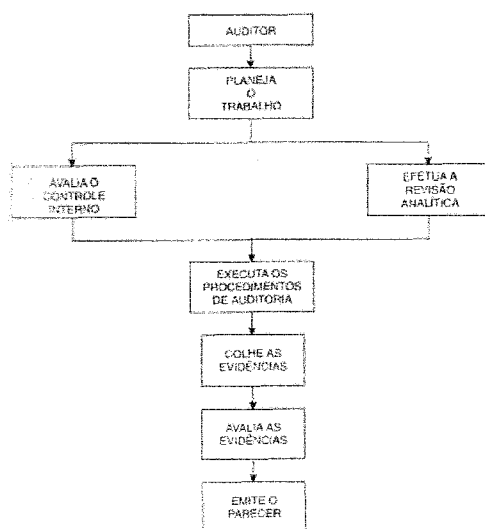 AUDITOR
PLANEJA
O
TRABALHO
AVALIA O
CONTROLE
INTERNO
EFETUA A
REVISÃO
ANALÍTICA
EXECUTA OS
PROCEDIMENTOS
DE AUDITORIA
COLHE AS
EVIDÊNCIAS
AVALIA AS
EVIDÊNCIAS
EMITE O
PARECER